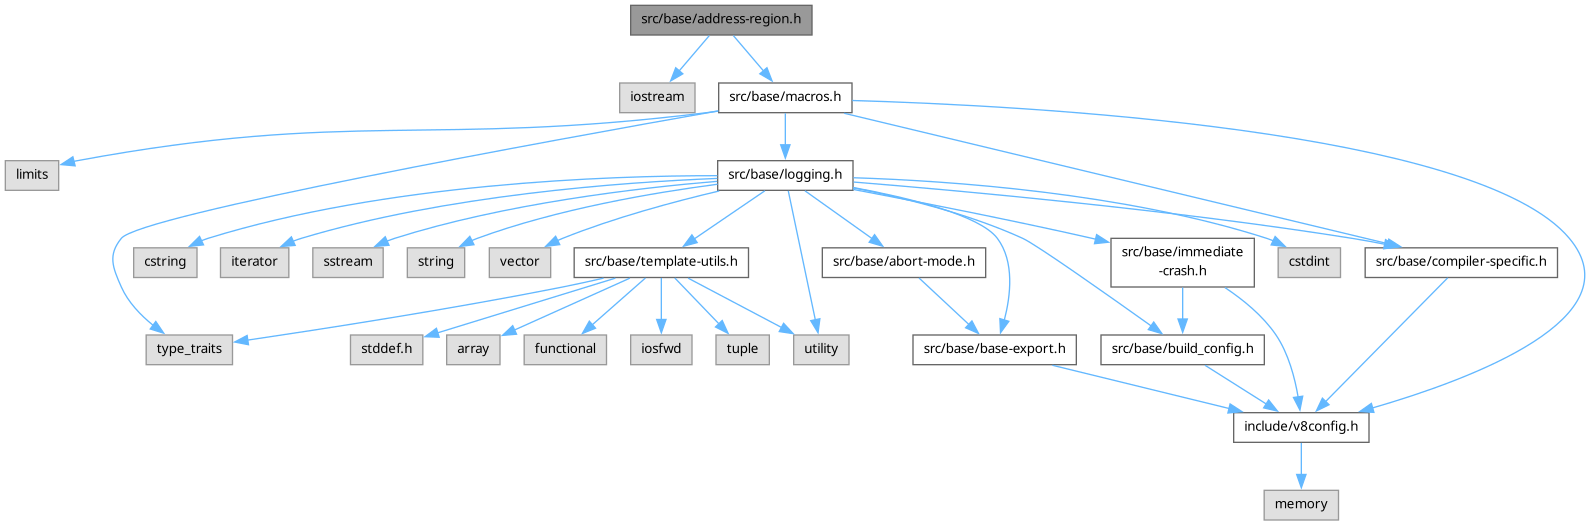 src/base/address-region.h
iostream
src/base/macros.h
limits
src/base/logging.h
cstring
iterator
sstream
string
vector
src/base/template-utils.h
src/base/abort-mode.h
src/base/immediate
-crash.h
cstdint
src/base/compiler-specific.h
type_traits
stddef.h
array
functional
iosfwd
tuple
utility
src/base/base-export.h
src/base/build_config.h
include/v8config.h
memory